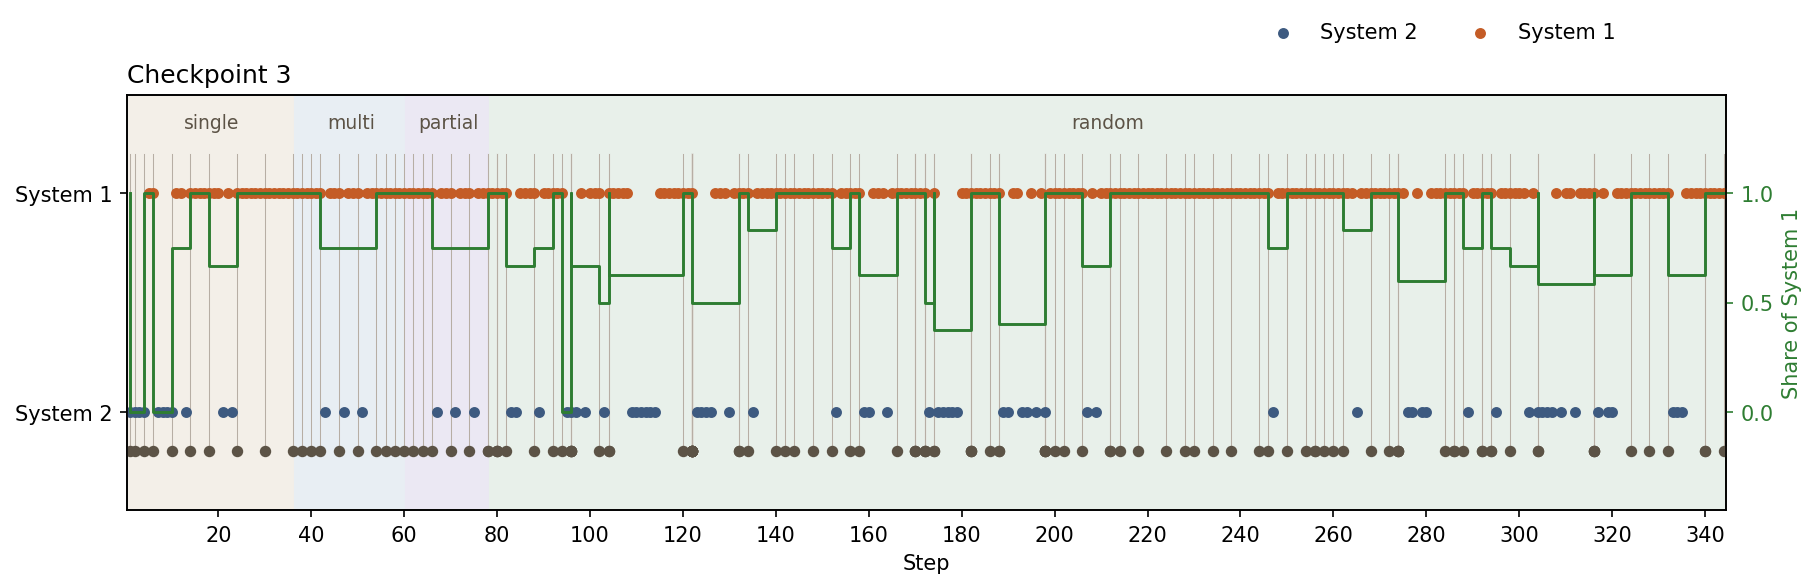 System 2 System 1
Checkpoint 3
single multi partial random
System 1 1.0
0.5
System 2 0.0
Share of System 1
20 40 60 80 100 120 140 160 180 200 220 240 260 280 300 320 340
Step